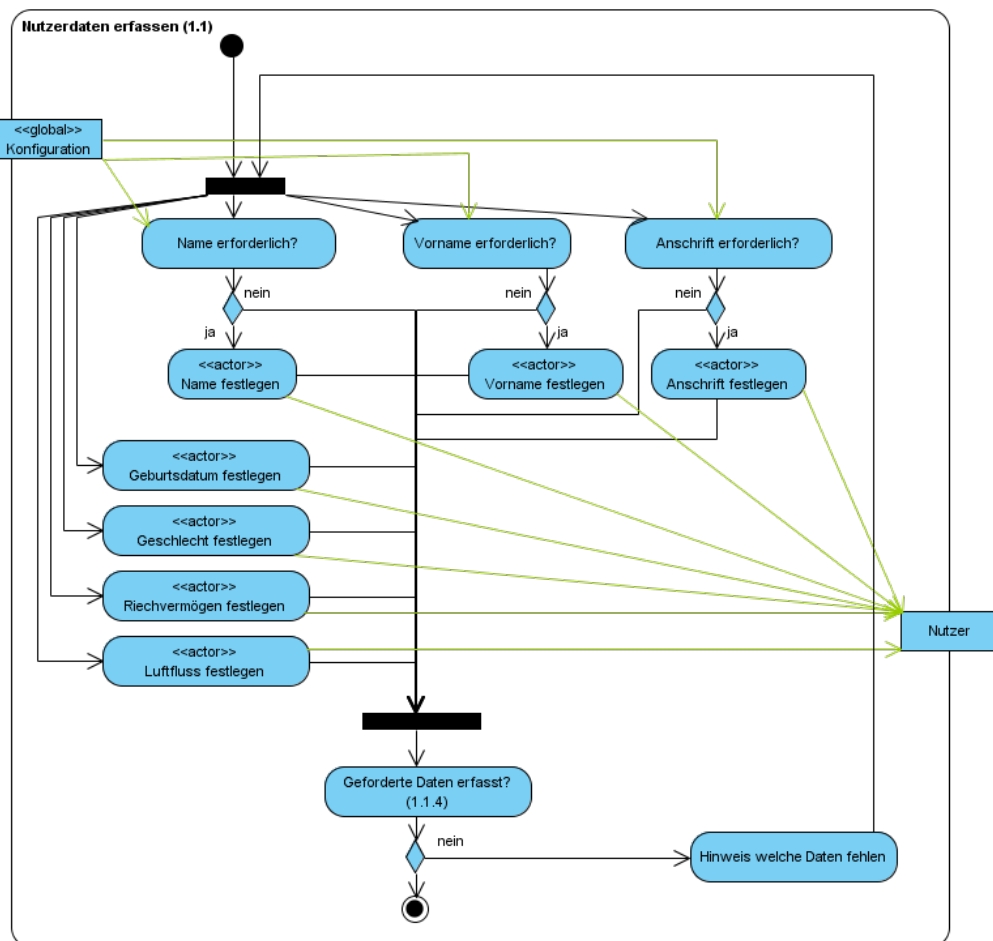 Nutzerdaten erfassen (1.1)
<<global>>
Konfiguration
Name erforderlich?
Vorname erforderlich?
Anschrift erforderlich?
nein
nein
nein
ja
ja
ja
<<actor>>
Name festlegen
<<actor>>
Vorname festlegen
<<actor>>
Anschrift festlegen
<<actor>>
Geburtsdatum festlegen
<<actor>>
Geschlecht festlegen
<<actor>>
Riechvermögen festlegen
<<actor>>
Luftfluss festlegen
Nutzer
Geforderte Daten erfasst?
(1.1.4)
nein
Hinweis welche Daten fehlen